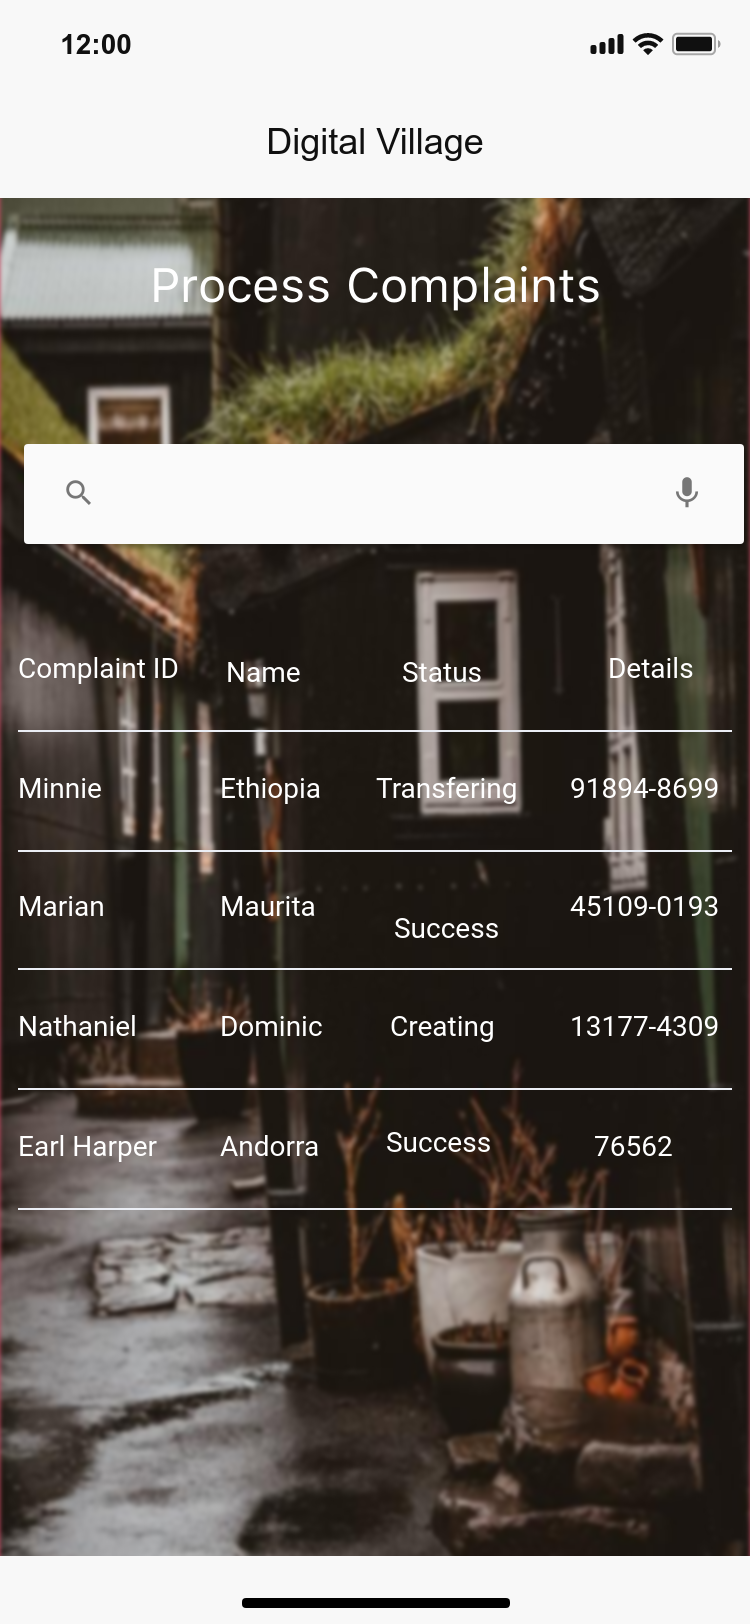 12:00
Digital Village
Process Complaints
Complaint ID Name Status Details
Minnie Ethiopia Transfering 91894-8699
Marian Maurita Success 45109-0193
Nathaniel Dominic Creating 13177-4309
Earl Harper Andorra Success 76562